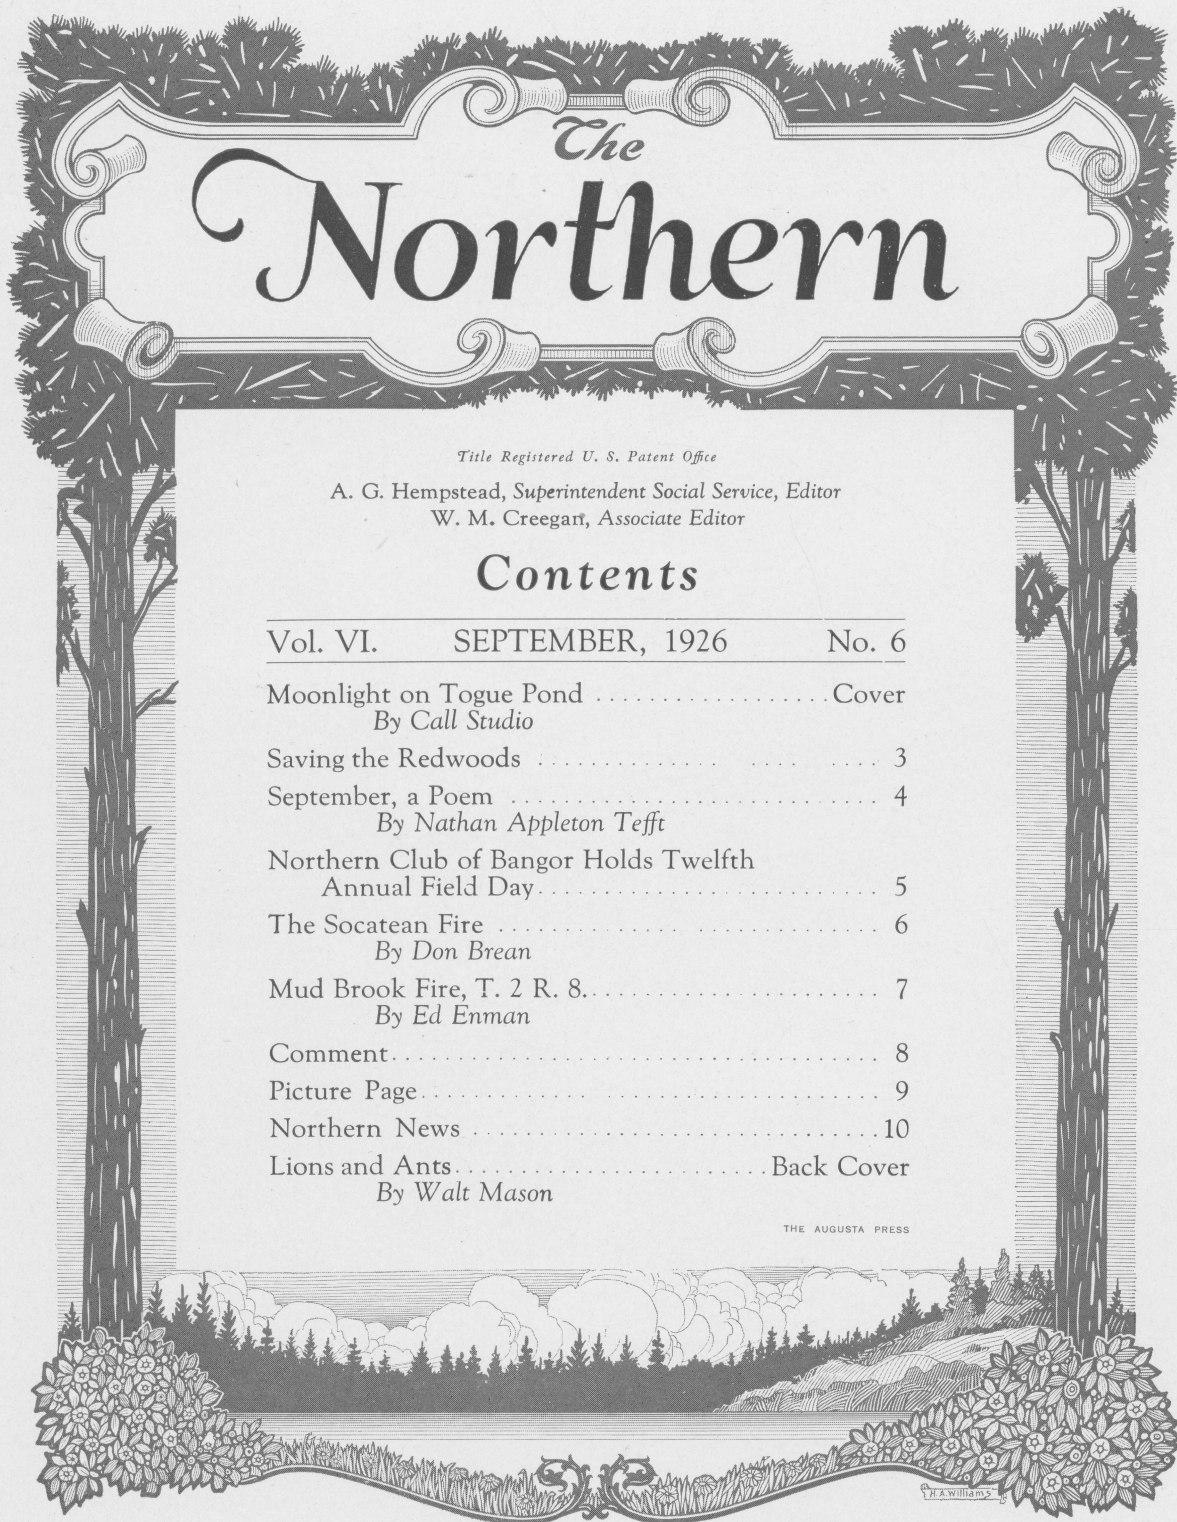 The
Northern
Title Registered U. S. Patent Office
A. G. Hempstead, Superintendent Social Service, Editor
W. M. Creegan, Associate Editor
Contents
Vol. VI. SEPTEMBER, 1926 No. 6
Moonlight on Togue Pond .................. Cover
By Call Studio
Saving the Redwoods .............. .... .... 3
September, a Poem ............................ 4
By Nathan Appleton Tefft
Northern Club of Bangor Holds Twelfth
Annual Field Day.......................... 5
The Socatean Fire ............................. 6
By Don Brean
Mud Brook Fire, T. 2 R. 8....................... 7
By Ed Enman
Comment..................................... 8
Picture Page............. ..................... 9
Northern News ...............................10
Lions and Ants........................Back Cover
By Walt Mason
THE AUGUSTA PRESS
H.A.Williams